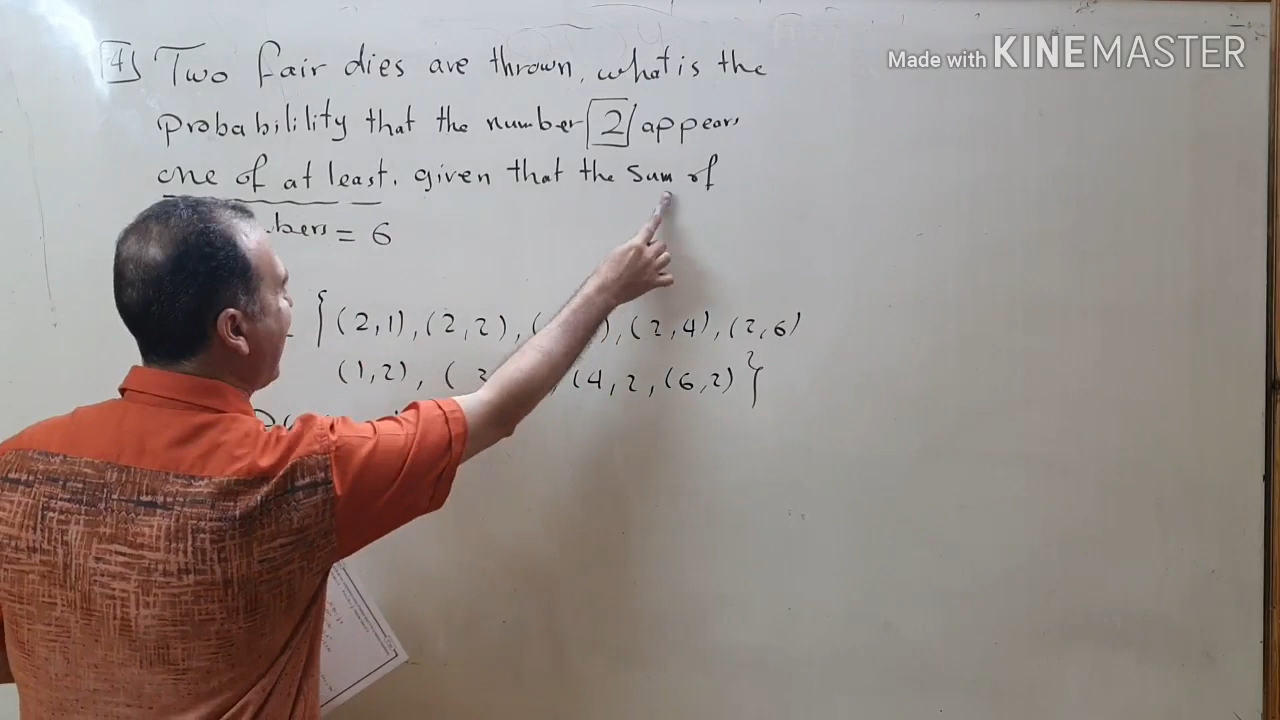 Made with KINEMASTER
4) Two fair dies are thrown, what is the
probabilility that the number 2 appears
one of at least. given that the sum of
bers = 6
{(2,1), (2,2), ( ), (2,4), (2,6)
(1,2), ( , (4,2, (6,2)}